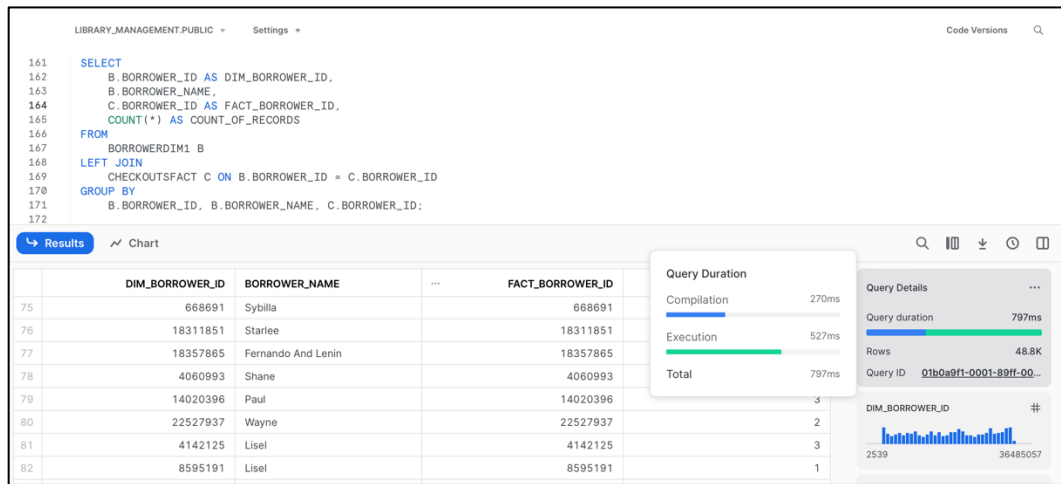 LIBRARY_MANAGEMENT.PUBLIC Settings Code Versions
161 SELECT
162 B.BORROWER_ID AS DIM_BORROWER_ID,
163 B.BORROWER_NAME,
164 C.BORROWER_ID AS FACT_BORROWER_ID,
165 COUNT(*) AS COUNT_OF_RECORDS
166 FROM
167 BORROWERDIM1 B
168 LEFT JOIN
169 CHECKOUTSFACT C ON B.BORROWER_ID = C.BORROWER_ID
170 GROUP BY
171 B.BORROWER_ID, B.BORROWER_NAME, C.BORROWER_ID;
172
Results Chart
DIM_BORROWER_ID BORROWER_NAME ... FACT_BORROWER_ID
75 668691 Sybilla 668691
76 18311851 Starlee 18311851
77 18357865 Fernando And Lenin 18357865
78 4060993 Shane 4060993
79 14020396 Paul 14020396 3
80 22527937 Wayne 22527937 2
81 4142125 Lisel 4142125 3
82 8595191 Lisel 8595191 1
Query Duration
Compilation 270ms
Execution 527ms
Total 797ms
Query Details ...
Query duration 797ms
Rows 48.8K
Query ID 01b0a9f1-0001-89ff-00...
DIM_BORROWER_ID #
2539 36485057